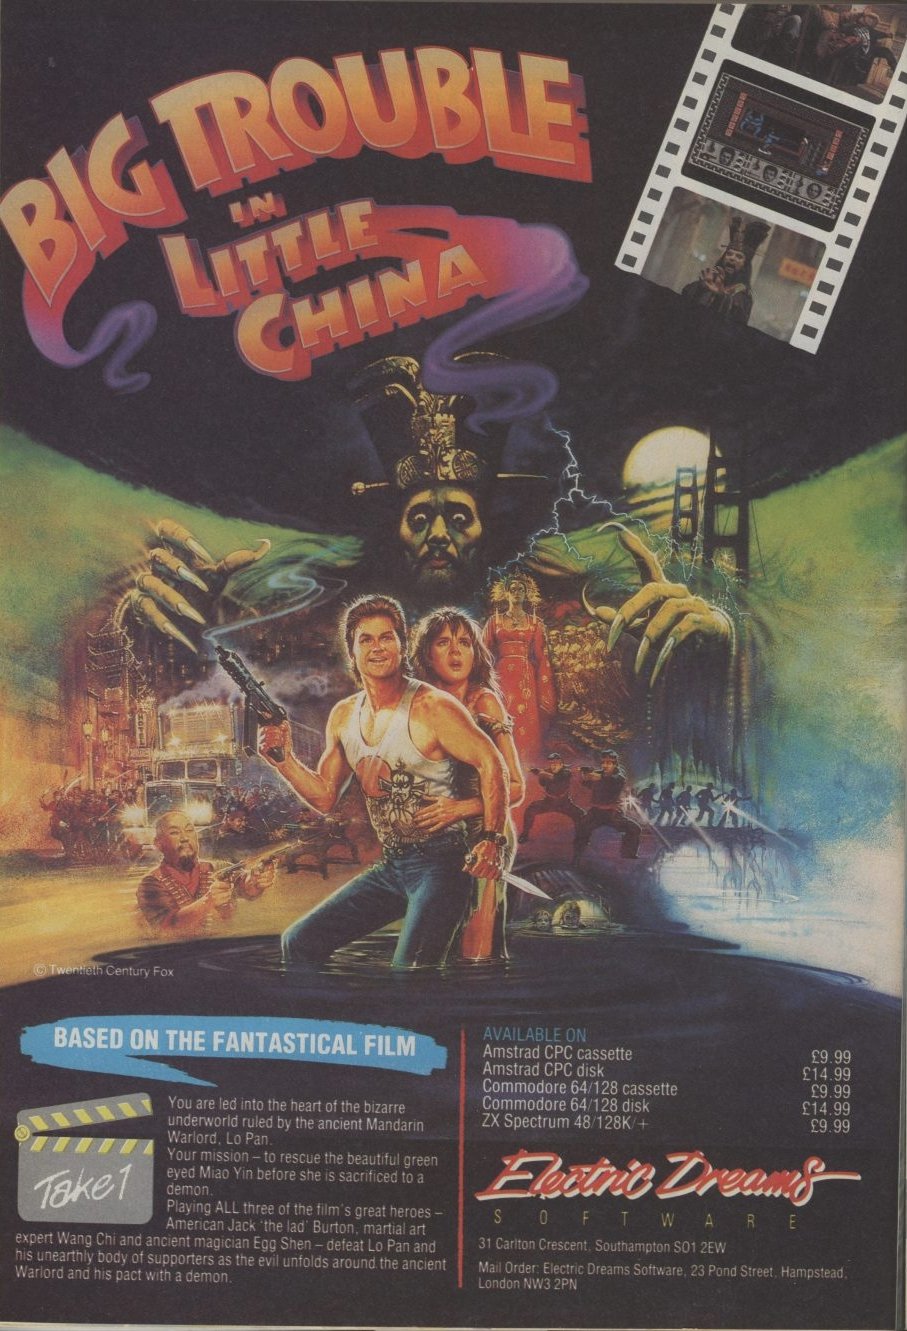 BIG TROUBLE
IN
LITTLE
CHINA
© Twentieth Century Fox
BASED ON THE FANTASTICAL FILM
Take 1
You are led into the heart of the bizarre
underworld ruled by the ancient Mandarin
Warlord, Lo Pan.
Your mission – to rescue the beautiful green
eyed Miao Yin before she is sacrificed to a
demon.
Playing ALL three of the film's great heroes –
American Jack 'the lad' Burton, martial art
expert Wang Chi and ancient magician Egg Shen – defeat Lo Pan and
his unearthly body of supporters as the evil unfolds around the ancient
Warlord and his pact with a demon.
AVAILABLE ON
Amstrad CPC cassette £9.99
Amstrad CPC disk £14.99
Commodore 64/128 cassette £9.99
Commodore 64/128 disk £14.99
ZX Spectrum 48/128K/+ £9.99
Electric Dreams
SOFTWARE
31 Carlton Crescent, Southampton SO1 2EW
Mail Order: Electric Dreams Software, 23 Pond Street, Hampstead,
London NW3 2PN